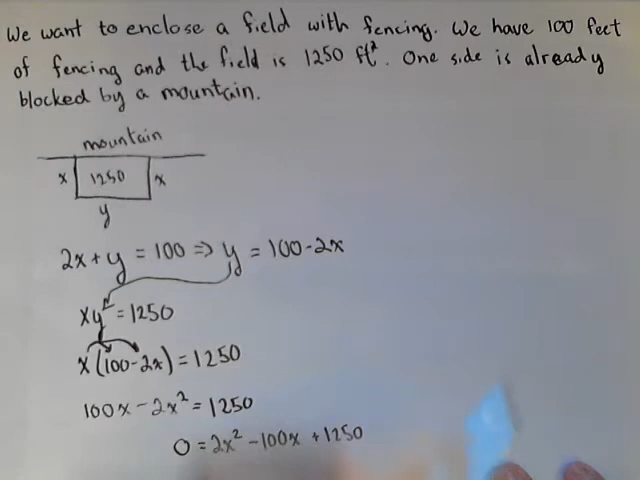 We want to enclose a field with fencing. We have 100 feet
of fencing and the field is 1250 ft². One side is already
blocked by a mountain.
mountain
x 1250 x
y
2x + y = 100 ⇒ y = 100 - 2x
xy = 1250
x(100 - 2x) = 1250
100x - 2x² = 1250
0 = 2x² - 100x + 1250